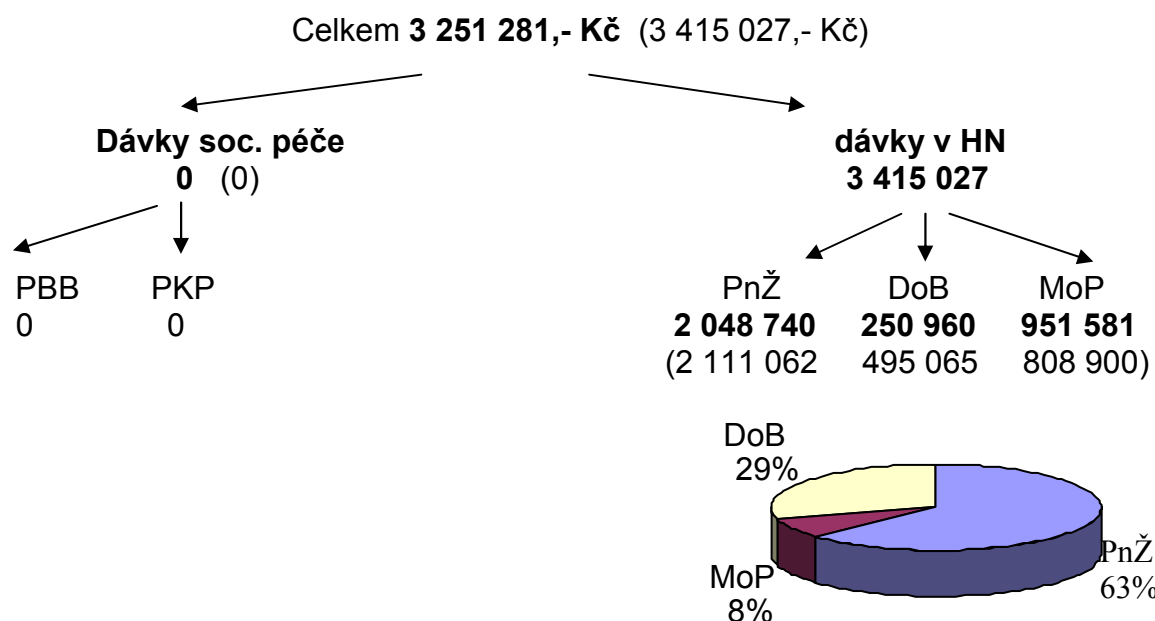 Celkem 3 251 281,- Kč (3 415 027,- Kč)
Dávky soc. péče
0 (0)
dávky v HN
3 415 027
PBB PKP
0 0
PnŽ DoB MoP
2 048 740 250 960 951 581
(2 111 062 495 065 808 900)
DoB
29%
PnŽ
63%
MoP
8%